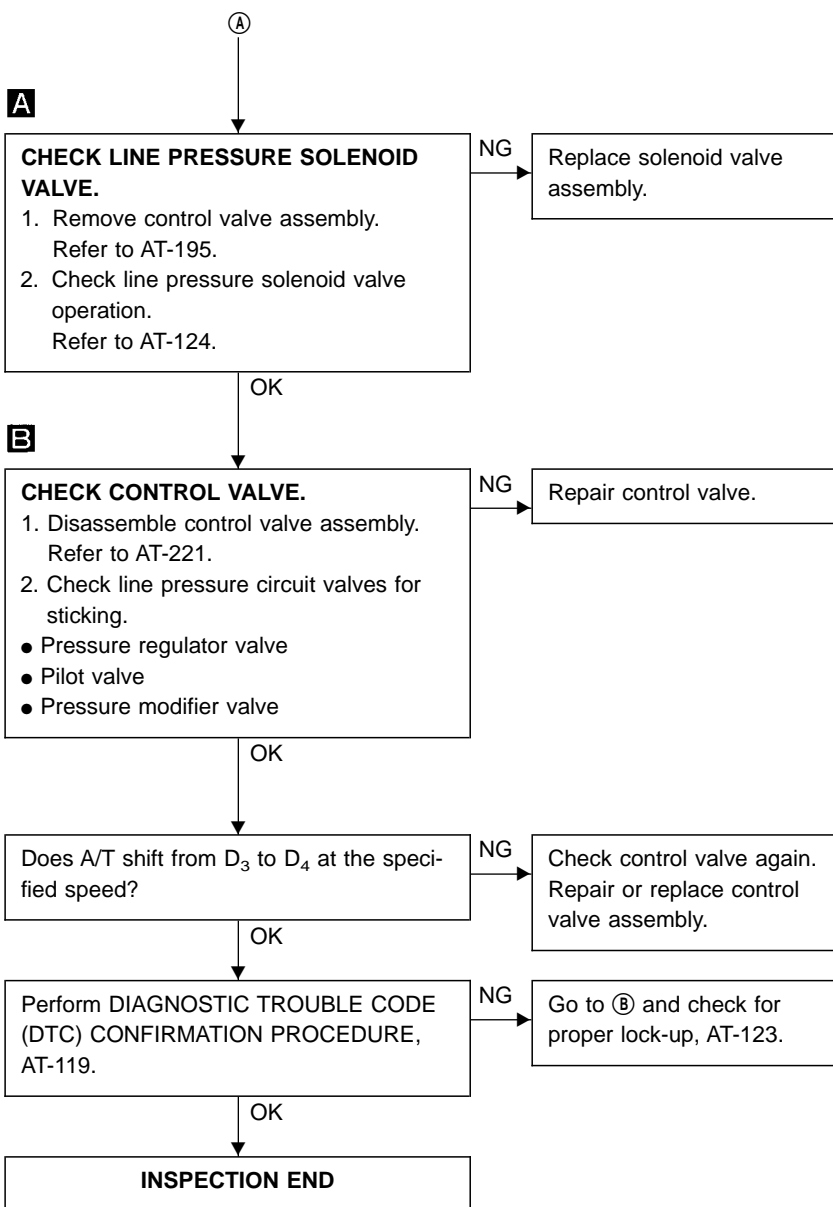 Ⓐ
A
CHECK LINE PRESSURE SOLENOID
VALVE.
1. Remove control valve assembly.
Refer to AT-195.
2. Check line pressure solenoid valve
operation.
Refer to AT-124.
NG
Replace solenoid valve
assembly.
OK
B
CHECK CONTROL VALVE.
1. Disassemble control valve assembly.
Refer to AT-221.
2. Check line pressure circuit valves for
sticking.
● Pressure regulator valve
● Pilot valve
● Pressure modifier valve
NG
Repair control valve.
OK
Does A/T shift from D₃ to D₄ at the speci-
fied speed?
NG
Check control valve again.
Repair or replace control
valve assembly.
OK
Perform DIAGNOSTIC TROUBLE CODE
(DTC) CONFIRMATION PROCEDURE,
AT-119.
NG
Go to Ⓑ and check for
proper lock-up, AT-123.
OK
INSPECTION END